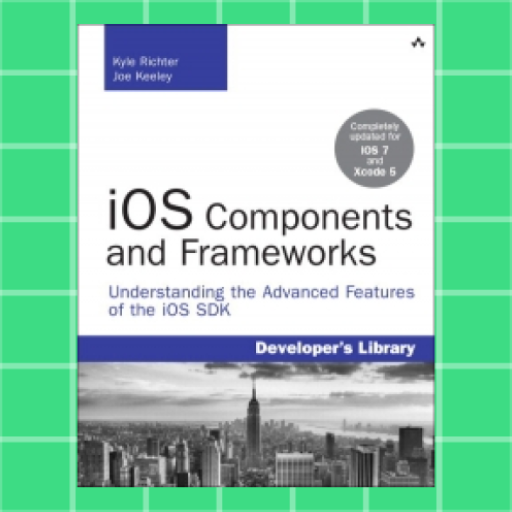 Kyle Richter
Joe Keeley
Completely
updated for
iOS 7
and
Xcode 5
iOS Components
and Frameworks
Understanding the Advanced Features
of the iOS SDK
Developer's Library